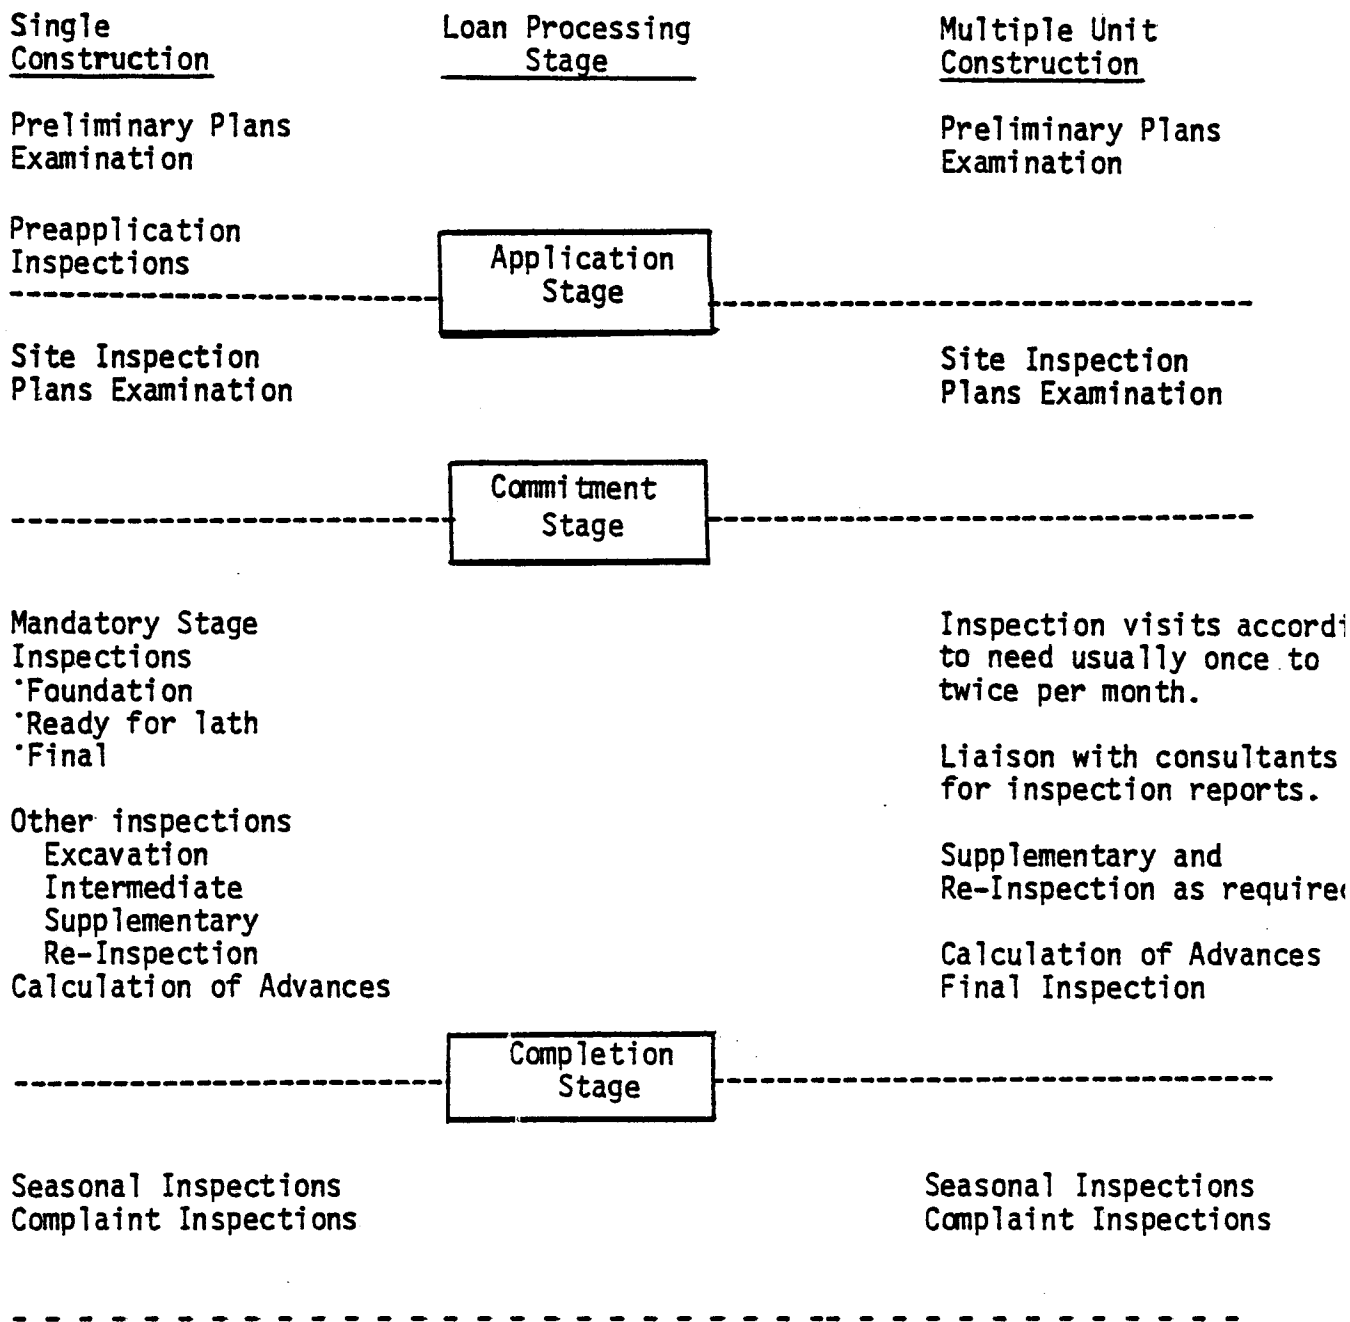 Single
Construction
Loan Processing
Stage
Multiple Unit
Construction
Preliminary Plans
Examination
Preliminary Plans
Examination
Preapplication
Inspections
Application
Stage
Site Inspection
Plans Examination
Site Inspection
Plans Examination
Commitment
Stage
Mandatory Stage
Inspections
·Foundation
·Ready for lath
·Final
Other inspections
Excavation
Intermediate
Supplementary
Re-Inspection
Calculation of Advances
Inspection visits accordi
to need usually once to
twice per month.
Liaison with consultants
for inspection reports.
Supplementary and
Re-Inspection as require
Calculation of Advances
Final Inspection
Completion
Stage
Seasonal Inspections
Complaint Inspections
Seasonal Inspections
Complaint Inspections